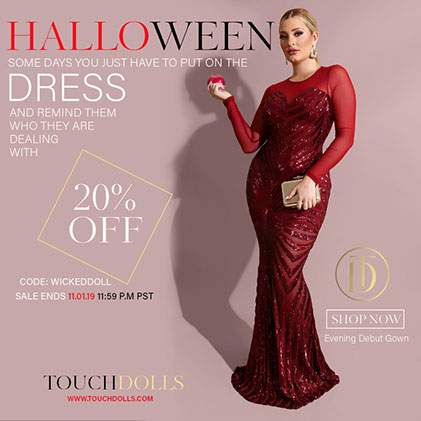 HALLOWEEN
SOME DAYS YOU JUST HAVE TO PUT ON THE
DRESS
AND REMIND THEM
WHO THEY ARE
DEALING
WITH
20%
OFF
CODE: WICKEDDOLL
SALE ENDS 11.01.19 11:59 P.M PST
TD
SHOP NOW
Evening Debut Gown
TOUCHDOLLS
WWW.TOUCHDOLLS.COM